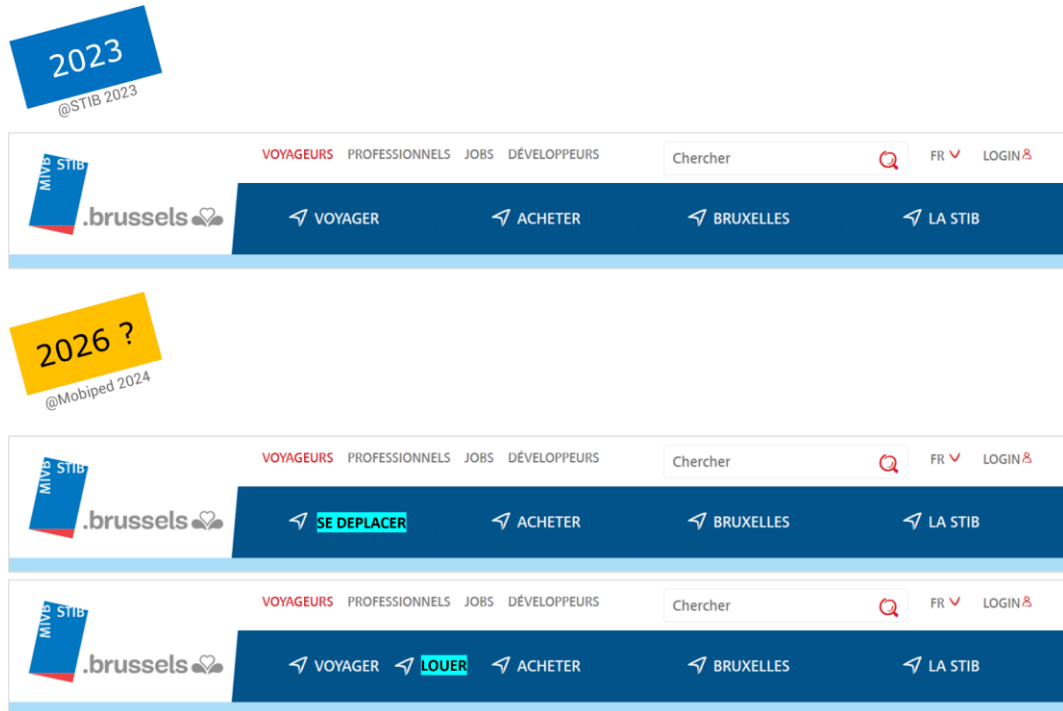 2023
@STIB 2023
MIVB STIB
.brussels
VOYAGEURS PROFESSIONNELS JOBS DÉVELOPPEURS
Chercher
FR LOGIN
VOYAGER ACHETER BRUXELLES LA STIB
2026 ?
@Mobiped 2024
MIVB STIB
.brussels
VOYAGEURS PROFESSIONNELS JOBS DÉVELOPPEURS
Chercher
FR LOGIN
SE DEPLACER ACHETER BRUXELLES LA STIB
MIVB STIB
.brussels
VOYAGEURS PROFESSIONNELS JOBS DÉVELOPPEURS
Chercher
FR LOGIN
VOYAGER LOUER ACHETER BRUXELLES LA STIB